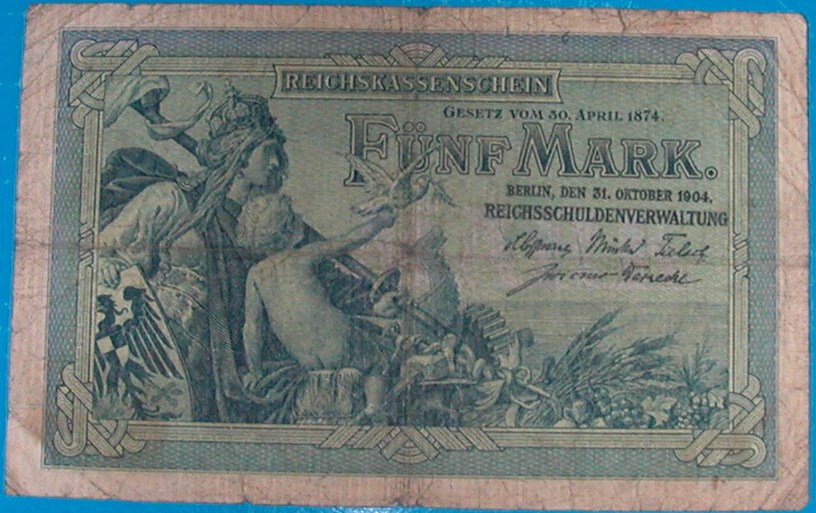 REICHSKASSENSCHEIN
GESETZ VOM 30. APRIL 1874.
FÜNF MARK.
BERLIN, DEN 31. OKTOBER 1904.
REICHSSCHULDENVERWALTUNG